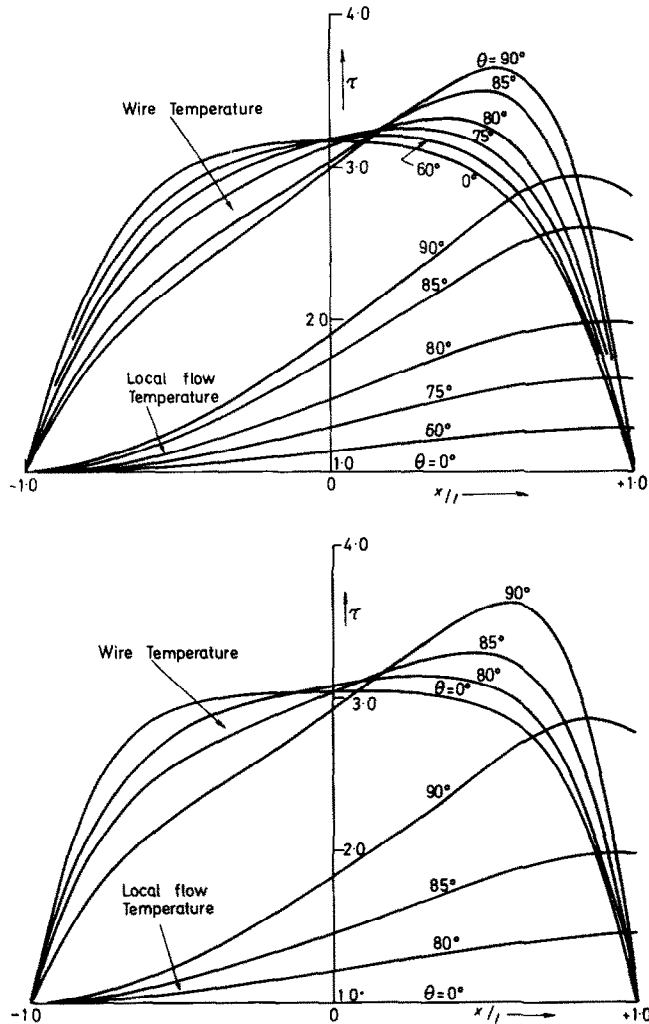 4·0
τ
θ=90°
85°
Wire Temperature
80°
75°
3·0
60°
0°
90°
85°
2·0
80°
Local flow
Temperature
75°
60°
1·0
θ=0°
-1·0
0
x/l
+1·0
4·0
τ
90°
85°
Wire Temperature
80°
θ=0°
3·0
90°
2·0
Local flow
Temperature
85°
80°
1·0
θ=0°
-1·0
0
x/l
+1·0